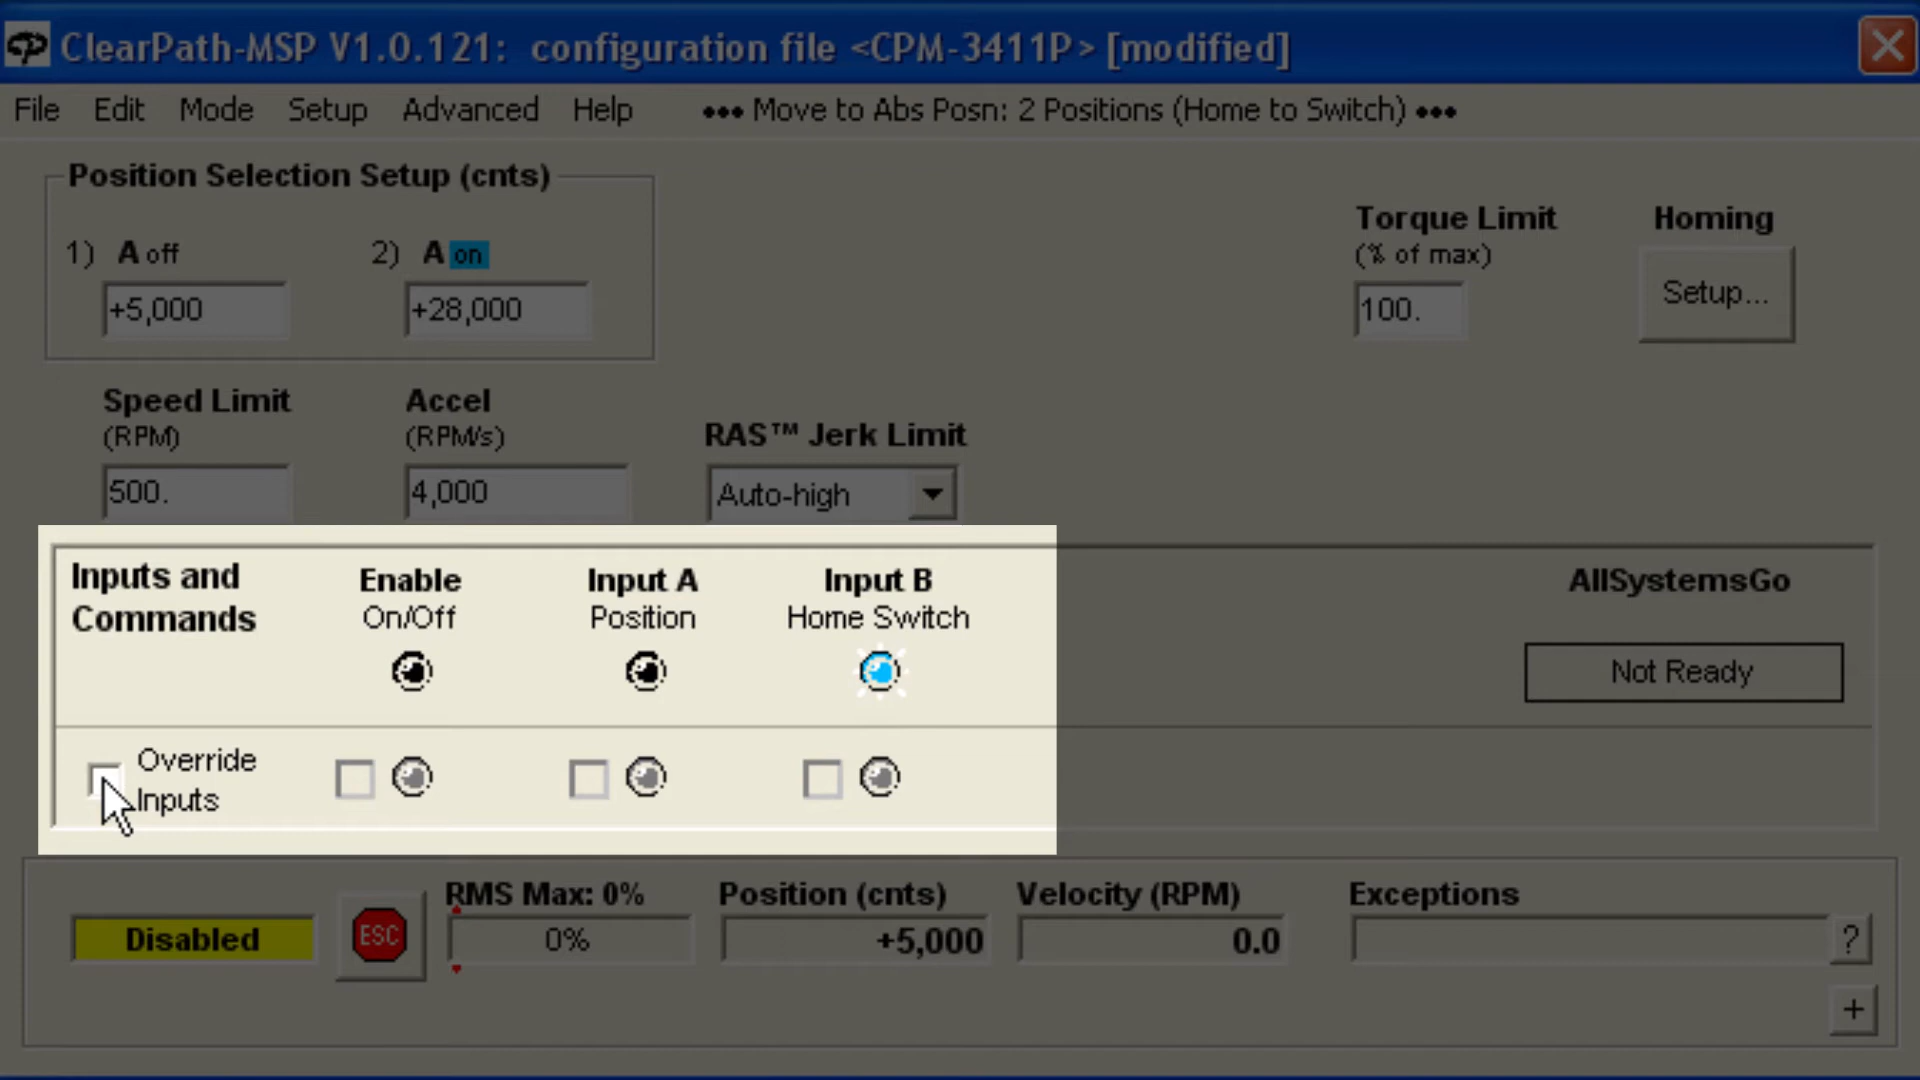 ClearPath-MSP V1.0.121: configuration file <CPM-3411P> [modified]
File Edit Mode Setup Advanced Help ••• Move to Abs Posn: 2 Positions (Home to Switch) •••
Position Selection Setup (cnts)
1) A off 2) A on
+5,000 +28,000
Torque Limit
(% of max)
100.
Homing
Setup...
Speed Limit
(RPM)
500.
Accel
(RPM/s)
4,000
RAS™ Jerk Limit
Auto-high
Inputs and
Commands
Enable
On/Off
Input A
Position
Input B
Home Switch
AllSystemsGo
Not Ready
Override
Inputs
Disabled
ESC
RMS Max: 0%
0%
Position (cnts)
+5,000
Velocity (RPM)
0.0
Exceptions
?
+